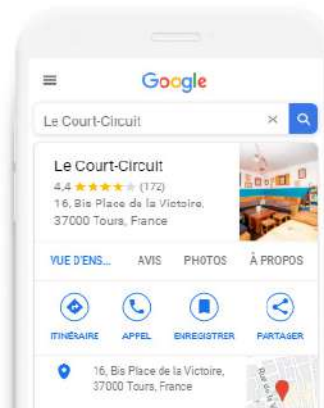 Google
Le Court-Circuit
Le Court-Circuit
4,4 (172)
16, Bis Place de la Victoire,
37000 Tours, France
VUE D'ENS... AVIS PHOTOS À PROPOS
ITINÉRAIRE APPEL ENREGISTRER PARTAGER
16, Bis Place de la Victoire,
37000 Tours, France